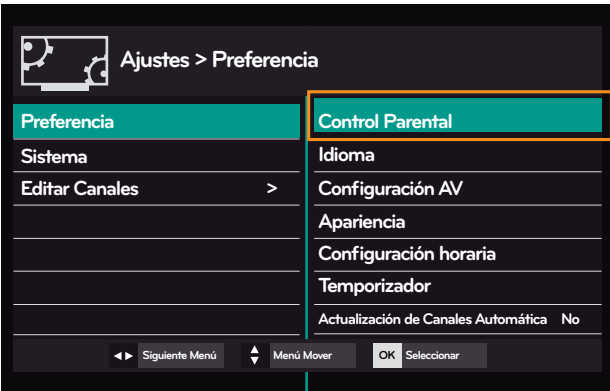 Ajustes > Preferencia
Preferencia
Sistema
Editar Canales >
Control Parental
Idioma
Configuración AV
Apariencia
Configuración horaria
Temporizador
Actualización de Canales Automática No
Siguiente Menú Menú Mover OK Seleccionar